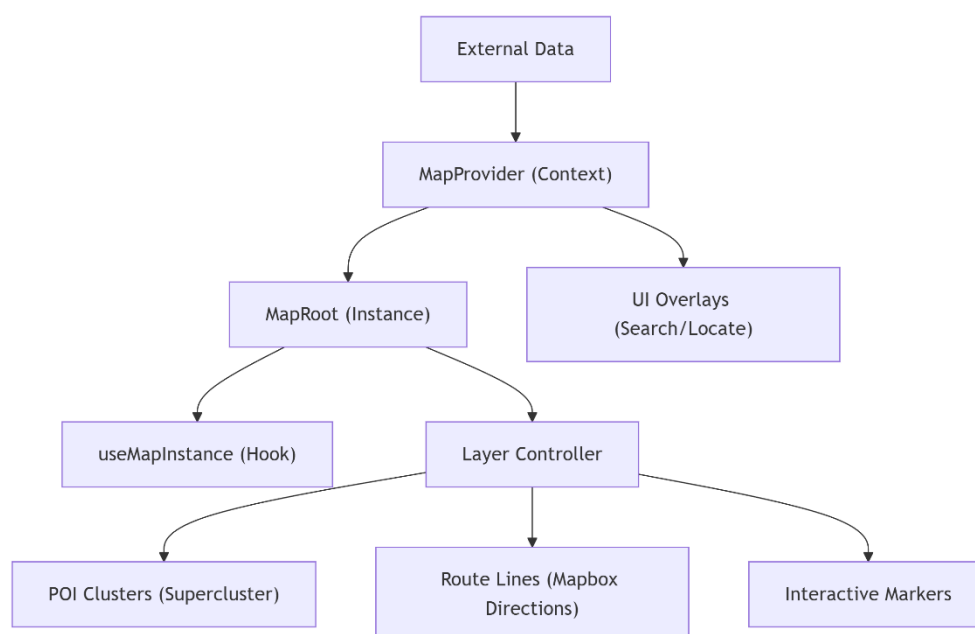 External Data
MapProvider (Context)
MapRoot (Instance)
UI Overlays
(Search/Locate)
useMapInstance (Hook)
Layer Controller
POI Clusters (Supercluster)
Route Lines (Mapbox
Directions)
Interactive Markers